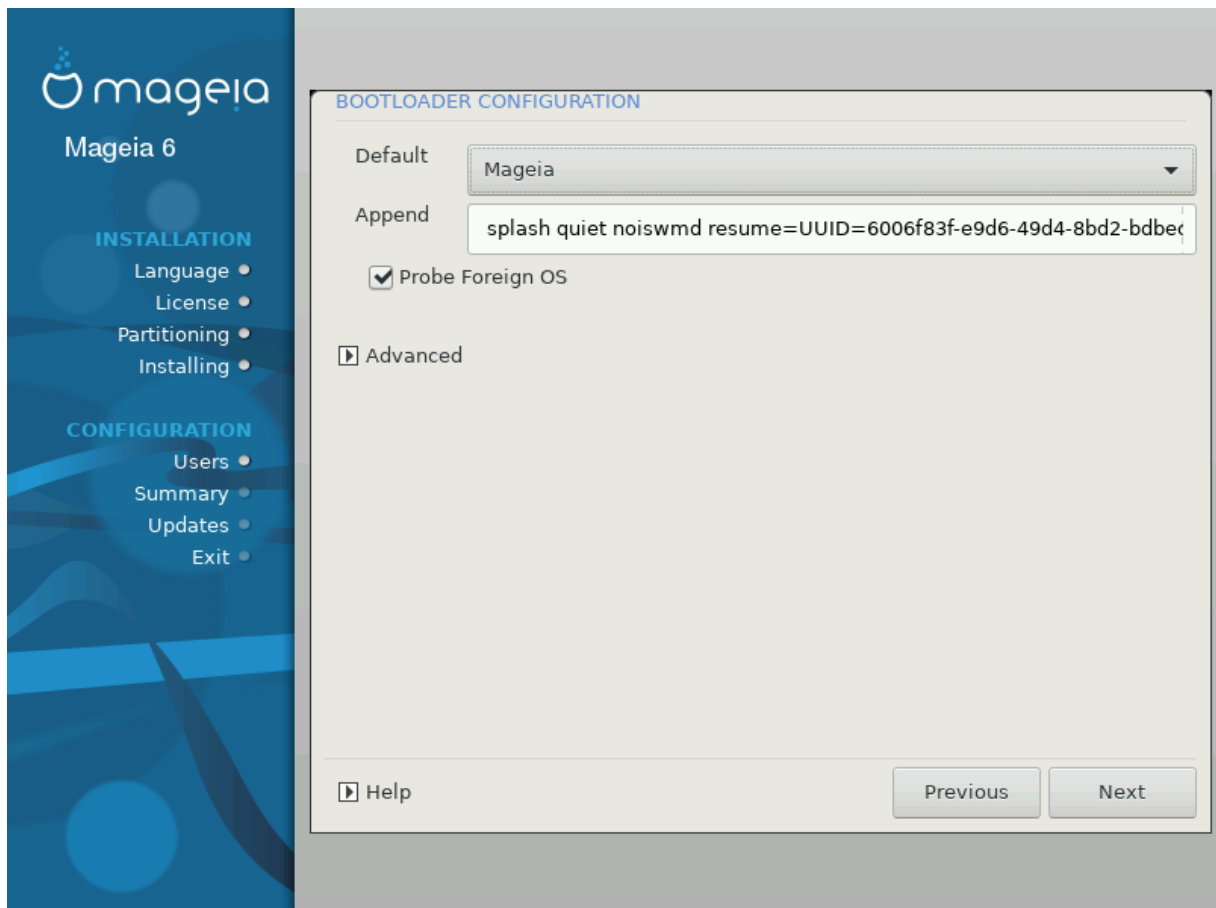 mageia
Mageia 6
INSTALLATION
Language
License
Partitioning
Installing
CONFIGURATION
Users
Summary
Updates
Exit
BOOTLOADER CONFIGURATION
Default
Mageia
Append
splash quiet noiswmd resume=UUID=6006f83f-e9d6-49d4-8bd2-bdbec
Probe Foreign OS
Advanced
Help
Previous
Next